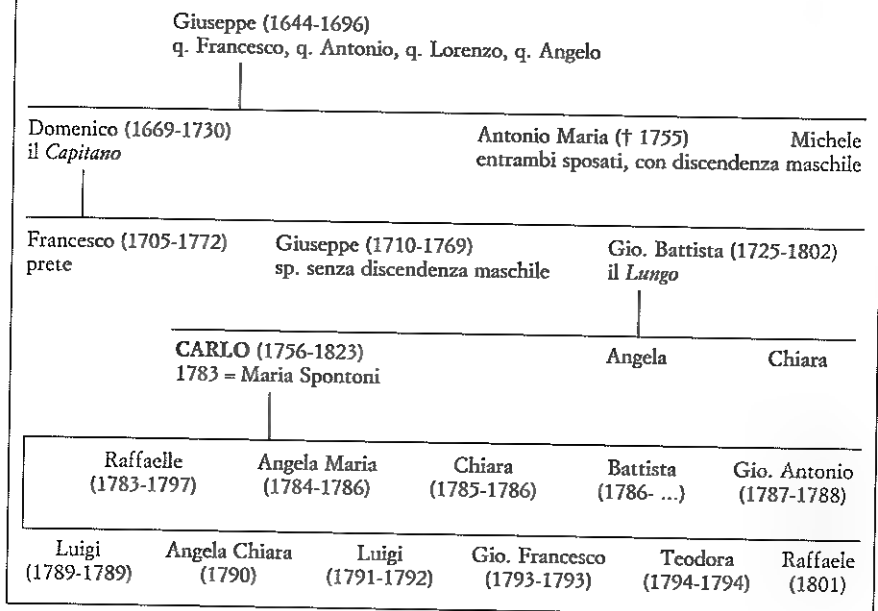 Giuseppe (1644-1696)
q. Francesco, q. Antonio, q. Lorenzo, q. Angelo
Domenico (1669-1730)
il Capitano
Antonio Maria († 1755) Michele
entrambi sposati, con discendenza maschile
Francesco (1705-1772)
prete
Giuseppe (1710-1769)
sp. senza discendenza maschile
Gio. Battista (1725-1802)
il Lungo
CARLO (1756-1823)
1783 = Maria Spontoni
Angela
Chiara
Raffaelle
(1783-1797)
Angela Maria
(1784-1786)
Chiara
(1785-1786)
Battista
(1786- ...)
Gio. Antonio
(1787-1788)
Luigi
(1789-1789)
Angela Chiara
(1790)
Luigi
(1791-1792)
Gio. Francesco
(1793-1793)
Teodora
(1794-1794)
Raffaele
(1801)